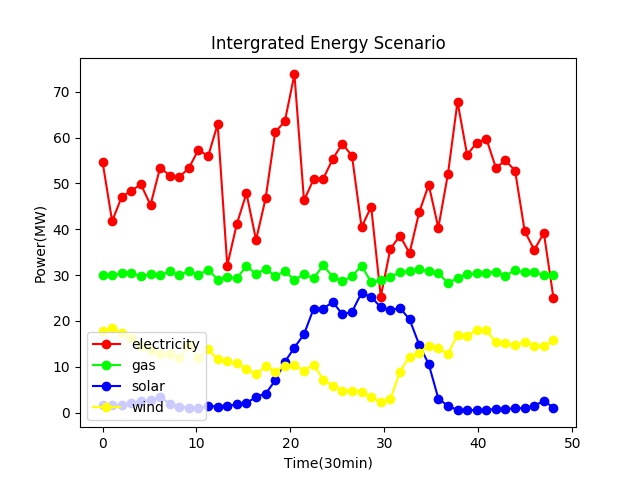 Intergrated Energy Scenario
Power(MW)
70
60
50
40
30
20
10
0
electricity
gas
solar
wind
0 10 20 30 40 50
Time(30min)